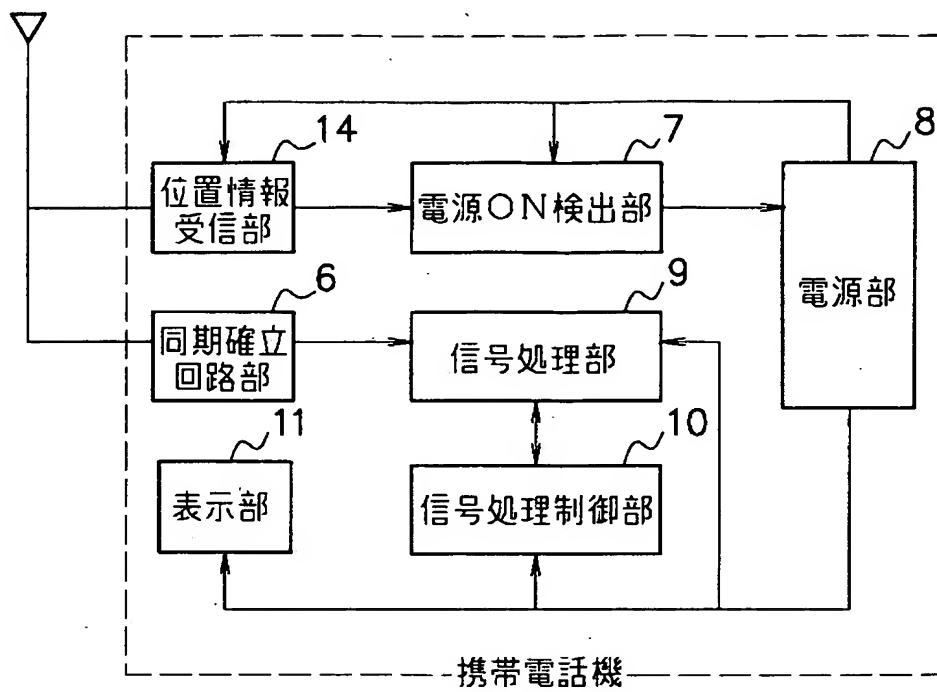 14
位置情報
受信部
7
電源ON検出部
8
電源部
6
同期確立
回路部
9
信号処理部
11
表示部
10
信号処理制御部
携帯電話機